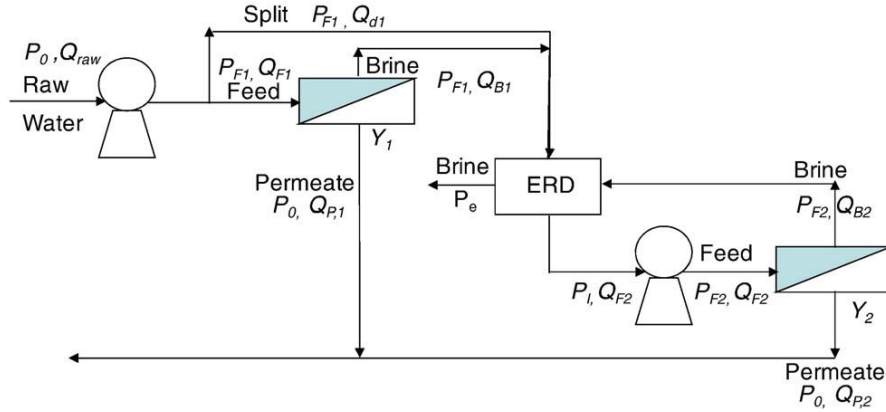 Split P_F1, Q_d1
P_0, Q_raw
Raw
Water
P_F1, Q_F1
Feed
Brine
P_F1, Q_B1
Y_1
Permeate
P_0, Q_P,1
Brine
P_e
ERD
Brine
P_F2, Q_B2
Feed
P_I, Q_F2
P_F2, Q_F2
Y_2
Permeate
P_0, Q_P,2